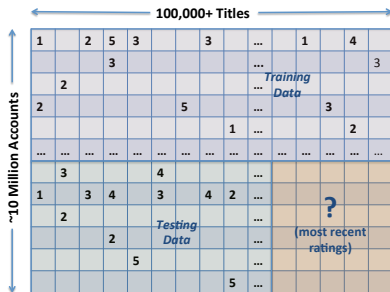 100,000+ Titles
~10 Million Accounts
1 2 5 3 3 ... 1 4
3 ... 3
2 ... Training
2 5 ... Data 3
1 ... 2
... ... ... ... ... ... ... ... ... ... ... ... ...
3 4 ...
1 3 4 3 4 2 ... ?
2 Testing ... (most recent
2 Data ... ratings)
5 ...
5 ...